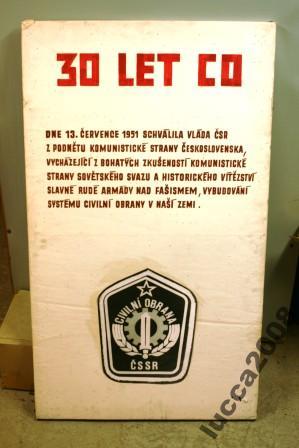 30 LET CO
DNE 13. ČERVENCE 1951 SCHVÁLILA VLÁDA ČSR
Z PODNĚTU KOMUNISTICKÉ STRANY ČESKOSLOVENSKA,
VYCHÁZEJÍCÍ Z BOHATÝCH ZKUŠENOSTÍ KOMUNISTICKÉ
STRANY SOVĚTSKÉHO SVAZU A HISTORICKÉHO VÍTĚZSTVÍ
SLAVNÉ RUDÉ ARMÁDY NAD FAŠISMEM, VYBUDOVÁNÍ
SYSTÉMU CIVILNÍ OBRANY V NAŠÍ ZEMI.
CIVILNÍ OBRANA
ČSSR
lucca2008